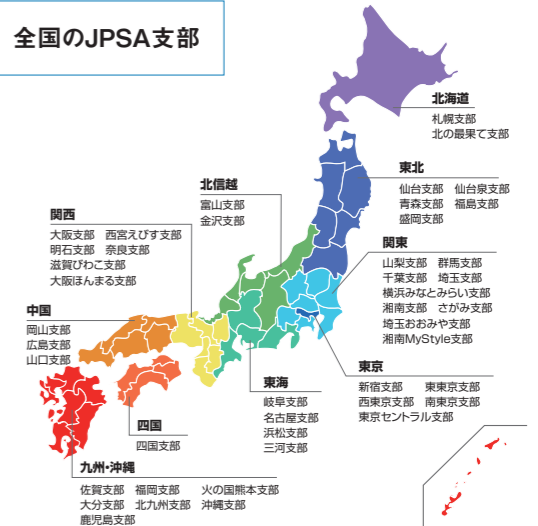 全国のJPSA支部
北海道
札幌支部
北の最果て支部
東北
仙台支部 仙台泉支部
青森支部 福島支部
盛岡支部
北信越
富山支部
金沢支部
関西
大阪支部 西宮えびす支部
明石支部 奈良支部
滋賀びわこ支部
大阪ほんまる支部
関東
山梨支部 群馬支部
千葉支部 埼玉支部
横浜みなとみらい支部
湘南支部 さがみ支部
埼玉おおみや支部
湘南MyStyle支部
中国
岡山支部
広島支部
山口支部
東京
新宿支部 東東京支部
西東京支部 南東京支部
東京セントラル支部
東海
岐阜支部
名古屋支部
浜松支部
三河支部
四国
四国支部
九州・沖縄
佐賀支部 福岡支部 火の国熊本支部
大分支部 北九州支部 沖縄支部
鹿児島支部